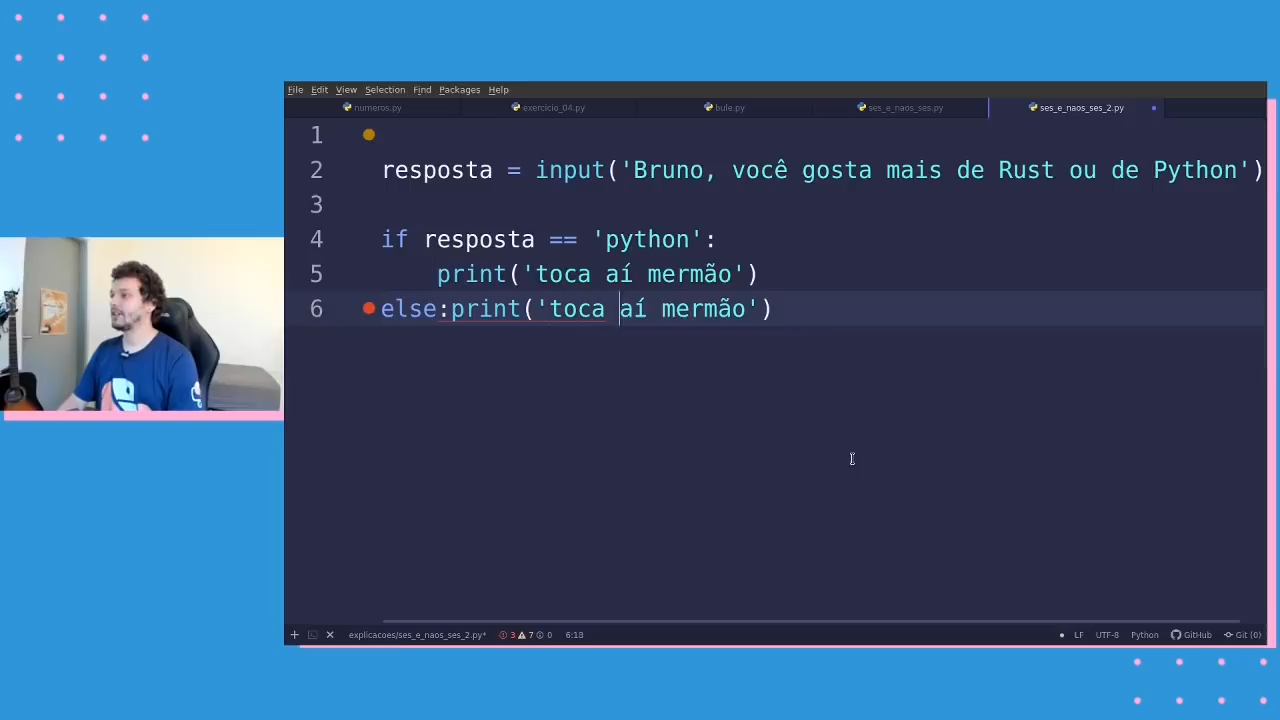 File Edit View Selection Find Packages Help
numeros.py exercicio_04.py bule.py ses_e_naos_ses.py ses_e_naos_ses_2.py
1
2 resposta = input('Bruno, você gosta mais de Rust ou de Python')
3
4 if resposta == 'python':
5 print('toca aí mermão')
6 else:print('toca aí mermão')
explicacoes/ses_e_naos_ses_2.py* 3 7 0 6:18 LF UTF-8 Python GitHub Git (0)